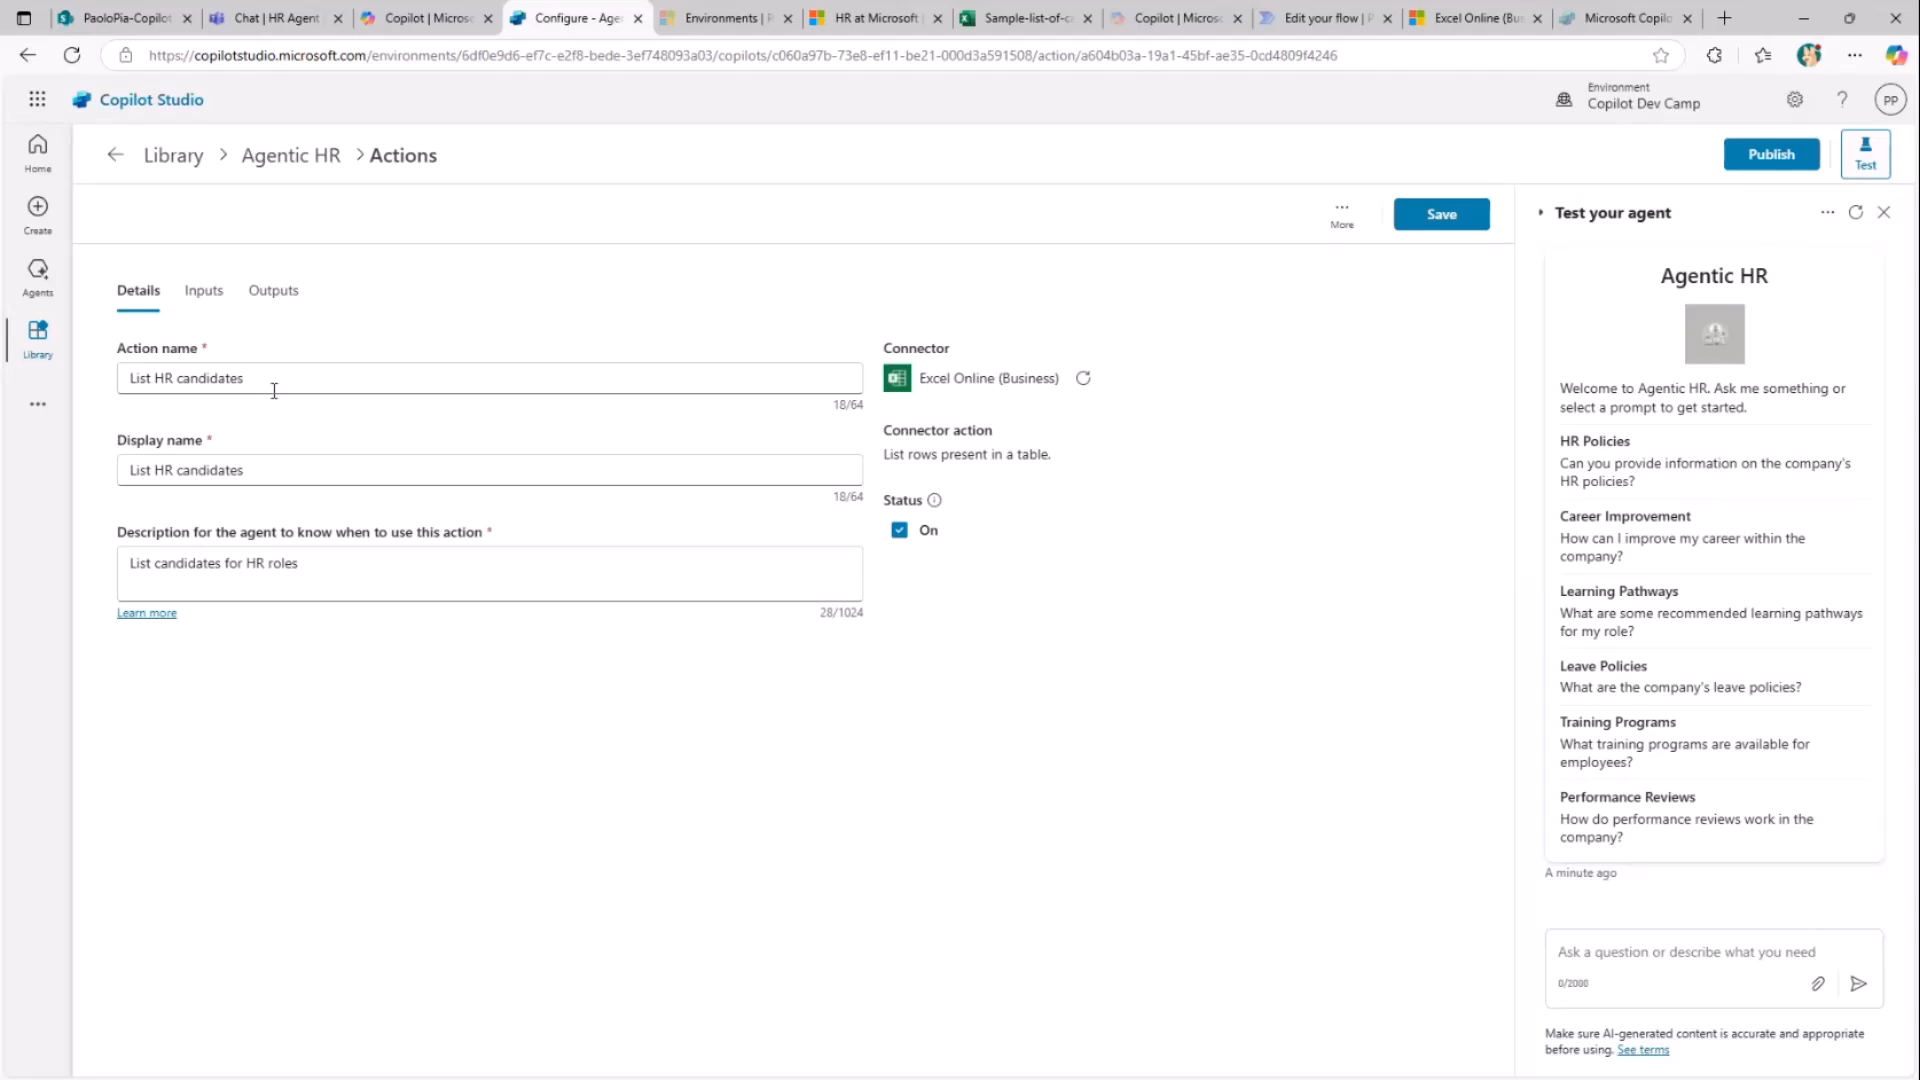 PaoloPia-Copilot
Chat | HR Agent
Copilot | Micros
Configure - Age
Environments |
HR at Microsoft
Sample-list-of-c
Copilot | Micros
Edit your flow |
Excel Online (Bus
Microsoft Copilo
https://copilotstudio.microsoft.com/environments/6df0e9d6-ef7c-e2f8-bede-3ef748093a03/copilots/c060a97b-73e8-ef11-be21-000d3a591508/action/a604b03a-19a1-45bf-ae35-0cd4809f4246
Copilot Studio
Environment
Copilot Dev Camp
PP
Home
Create
Agents
Library
Library > Agentic HR > Actions
Publish
Test
More
Save
Details Inputs Outputs
Action name *
List HR candidates
18/64
Display name *
List HR candidates
18/64
Description for the agent to know when to use this action *
List candidates for HR roles
Learn more
28/1024
Connector
Excel Online (Business)
Connector action
List rows present in a table.
Status
On
Test your agent
Agentic HR
Welcome to Agentic HR. Ask me something or
select a prompt to get started.
HR Policies
Can you provide information on the company's
HR policies?
Career Improvement
How can I improve my career within the
company?
Learning Pathways
What are some recommended learning pathways
for my role?
Leave Policies
What are the company's leave policies?
Training Programs
What training programs are available for
employees?
Performance Reviews
How do performance reviews work in the
company?
A minute ago
Ask a question or describe what you need
0/2000
Make sure AI-generated content is accurate and appropriate
before using. See terms